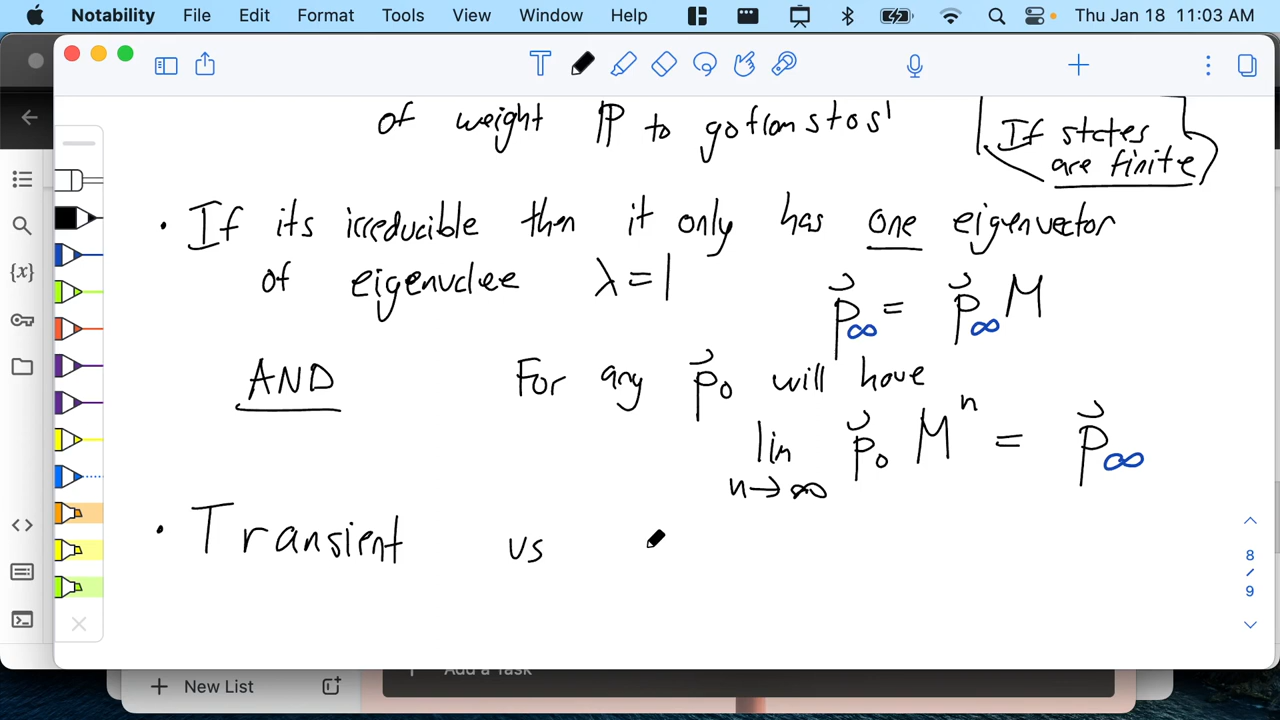 Notability File Edit Format Tools View Window Help Thu Jan 18 11:03 AM
of weight P to go from s to s'
If states
are finite
• If its irreducible then it only has one eigenvector
of eigenvalue λ=1
p∞ = p∞ M
AND For any p0 will have
lim p0 M^n = p∞
n→∞
• Transient vs
8
/
9
Add a Task
New List